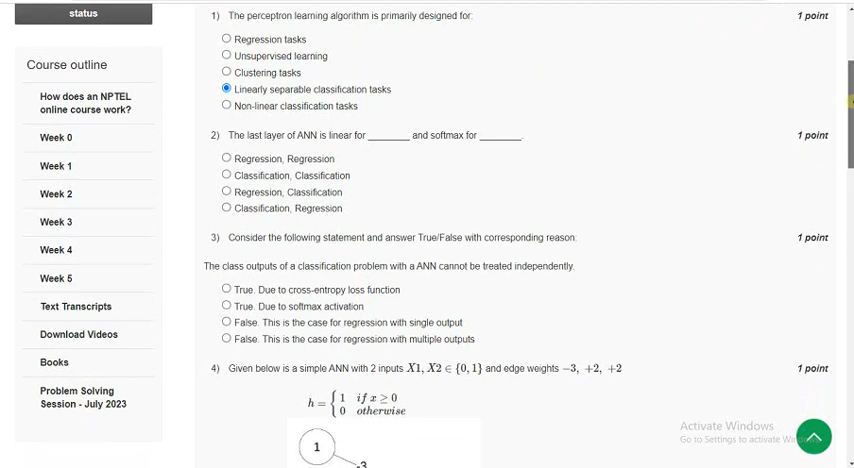 status
Course outline
How does an NPTEL
online course work?
Week 0
Week 1
Week 2
Week 3
Week 4
Week 5
Text Transcripts
Download Videos
Books
Problem Solving
Session - July 2023
1) The perceptron learning algorithm is primarily designed for: 1 point
Regression tasks
Unsupervised learning
Clustering tasks
Linearly separable classification tasks
Non-linear classification tasks
2) The last layer of ANN is linear for ________ and softmax for ________. 1 point
Regression, Regression
Classification, Classification
Regression, Classification
Classification, Regression
3) Consider the following statement and answer True/False with corresponding reason: 1 point
The class outputs of a classification problem with a ANN cannot be treated independently.
True. Due to cross-entropy loss function
True. Due to softmax activation
False. This is the case for regression with single output
False. This is the case for regression with multiple outputs
4) Given below is a simple ANN with 2 inputs X1, X2 ∈ {0, 1} and edge weights −3, +2, +2 1 point
h = { 1 if x ≥ 0
0 otherwise
1
-3
Activate Windows
Go to Settings to activate Win